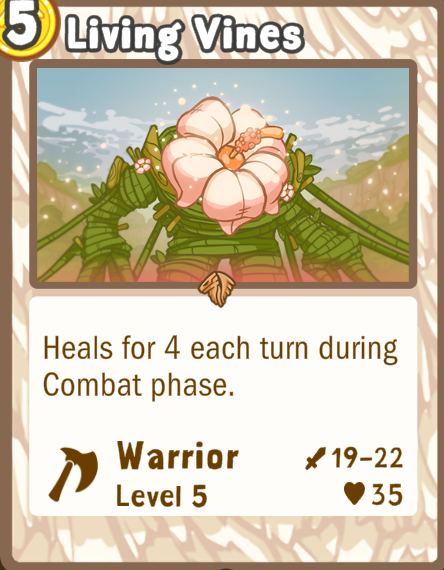 5
Living Vines
Heals for 4 each turn during
Combat phase.
Warrior
19–22
Level 5
35